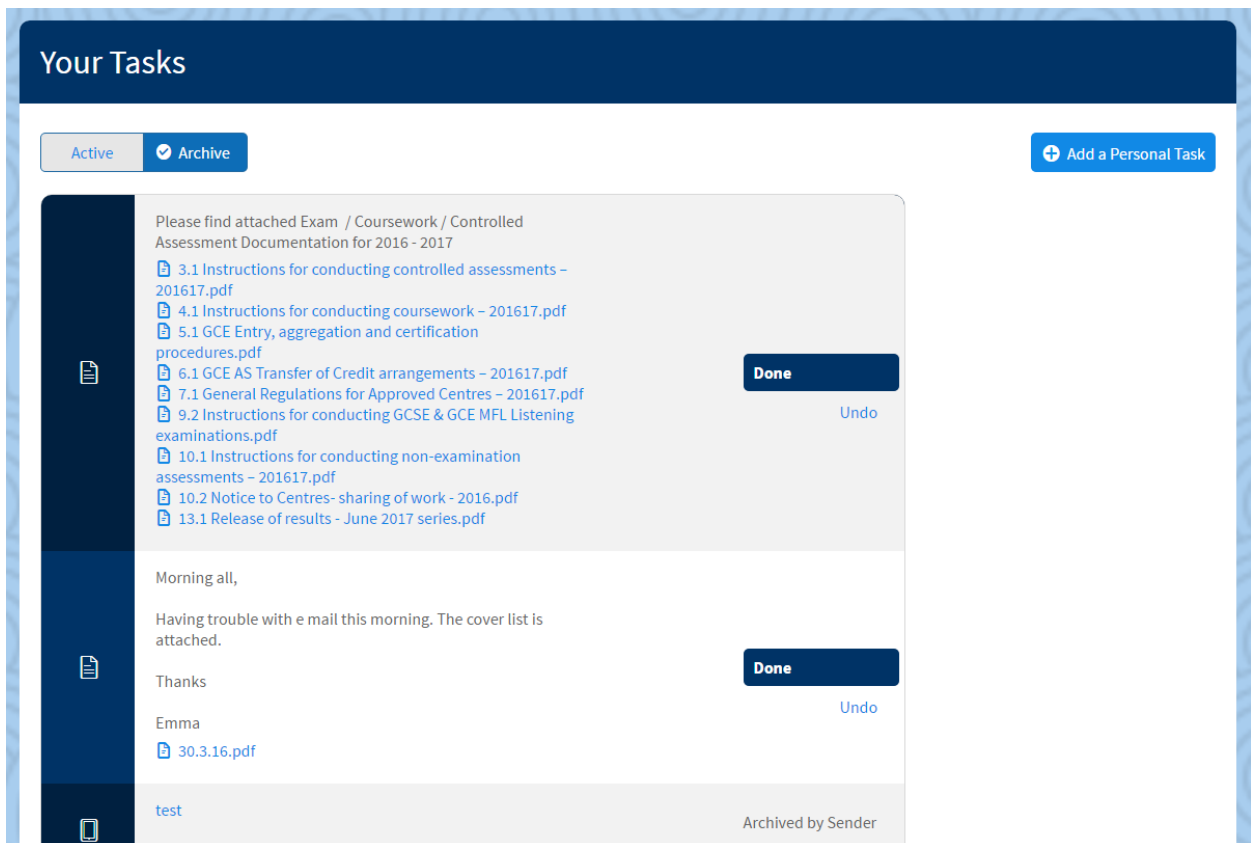 Your Tasks
Active
Archive
Add a Personal Task
Please find attached Exam / Coursework / Controlled
Assessment Documentation for 2016 - 2017
3.1 Instructions for conducting controlled assessments –
201617.pdf
4.1 Instructions for conducting coursework – 201617.pdf
5.1 GCE Entry, aggregation and certification
procedures.pdf
6.1 GCE AS Transfer of Credit arrangements – 201617.pdf
7.1 General Regulations for Approved Centres – 201617.pdf
9.2 Instructions for conducting GCSE & GCE MFL Listening
examinations.pdf
10.1 Instructions for conducting non-examination
assessments – 201617.pdf
10.2 Notice to Centres- sharing of work - 2016.pdf
13.1 Release of results - June 2017 series.pdf
Done
Undo
Morning all,
Having trouble with e mail this morning. The cover list is
attached.
Thanks
Emma
30.3.16.pdf
Done
Undo
test
Archived by Sender